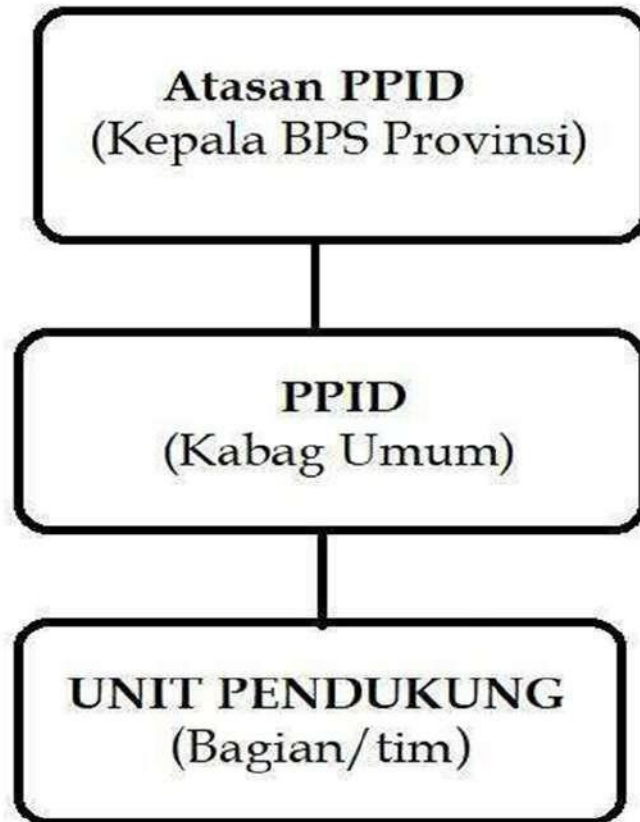 Atasan PPID
(Kepala BPS Provinsi)
PPID
(Kabag Umum)
UNIT PENDUKUNG
(Bagian/tim)